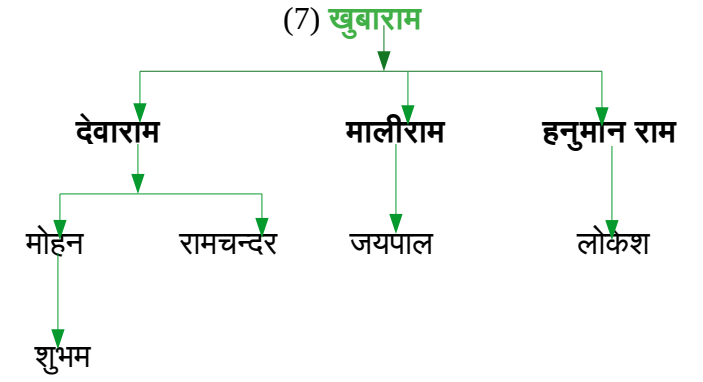 (7) खुबाराम
देवाराम मालीराम हनुमान राम
मोहन रामचन्दर जयपाल लोकेश
शुभम